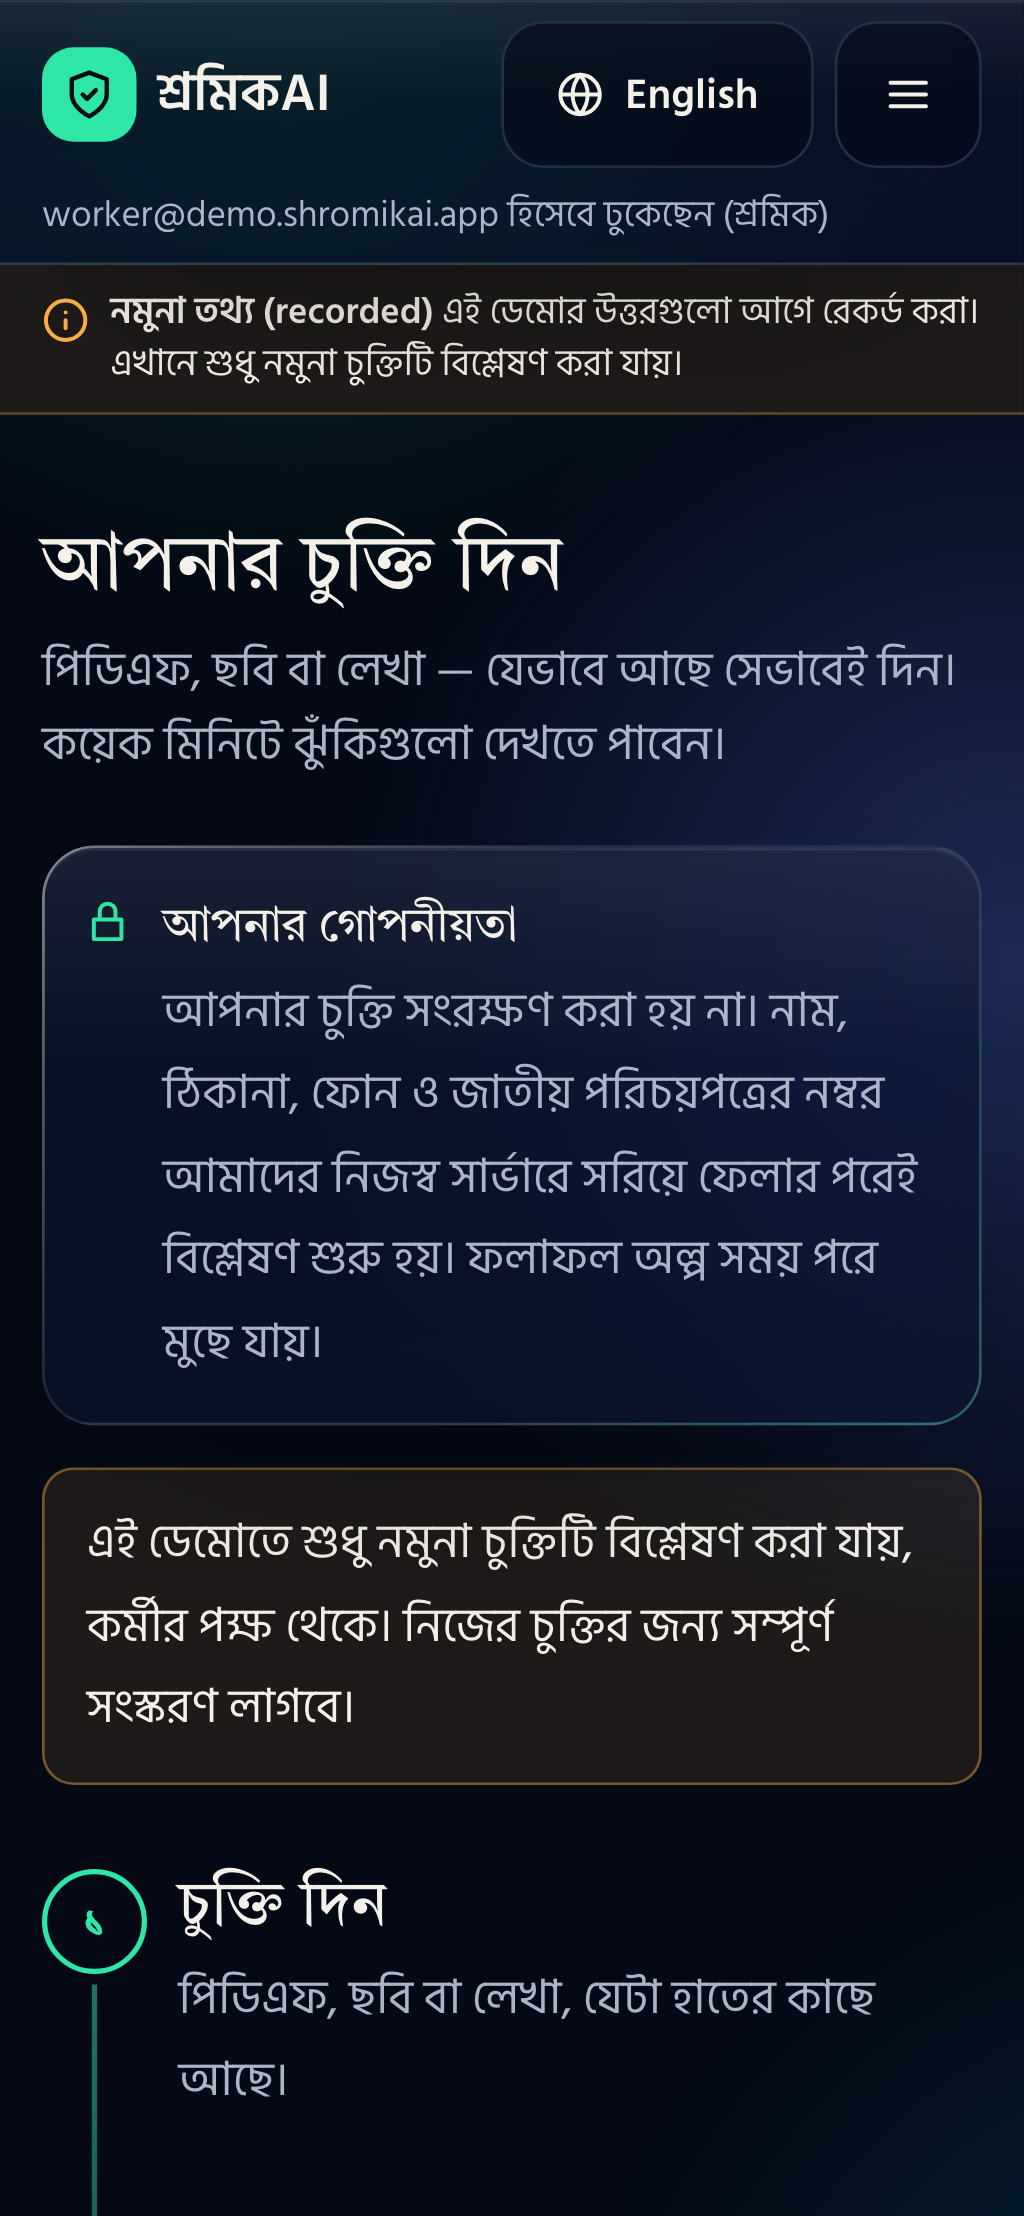 শ্রমিকAI
English
worker@demo.shromikai.app হিসেবে ঢুকেছেন (শ্রমিক)
নমুনা তথ্য (recorded) এই ডেমোর উত্তরগুলো আগে রেকর্ড করা।
এখানে শুধু নমুনা চুক্তিটি বিশ্লেষণ করা যায়।
আপনার চুক্তি দিন
পিডিএফ, ছবি বা লেখা — যেভাবে আছে সেভাবেই দিন।
কয়েক মিনিটে ঝুঁকিগুলো দেখতে পাবেন।
আপনার গোপনীয়তা
আপনার চুক্তি সংরক্ষণ করা হয় না। নাম,
ঠিকানা, ফোন ও জাতীয় পরিচয়পত্রের নম্বর
আমাদের নিজস্ব সার্ভারে সরিয়ে ফেলার পরেই
বিশ্লেষণ শুরু হয়। ফলাফল অল্প সময় পরে
মুছে যায়।
এই ডেমোতে শুধু নমুনা চুক্তিটি বিশ্লেষণ করা যায়,
কর্মীর পক্ষ থেকে। নিজের চুক্তির জন্য সম্পূর্ণ
সংস্করণ লাগবে।
১
চুক্তি দিন
পিডিএফ, ছবি বা লেখা, যেটা হাতের কাছে
আছে।